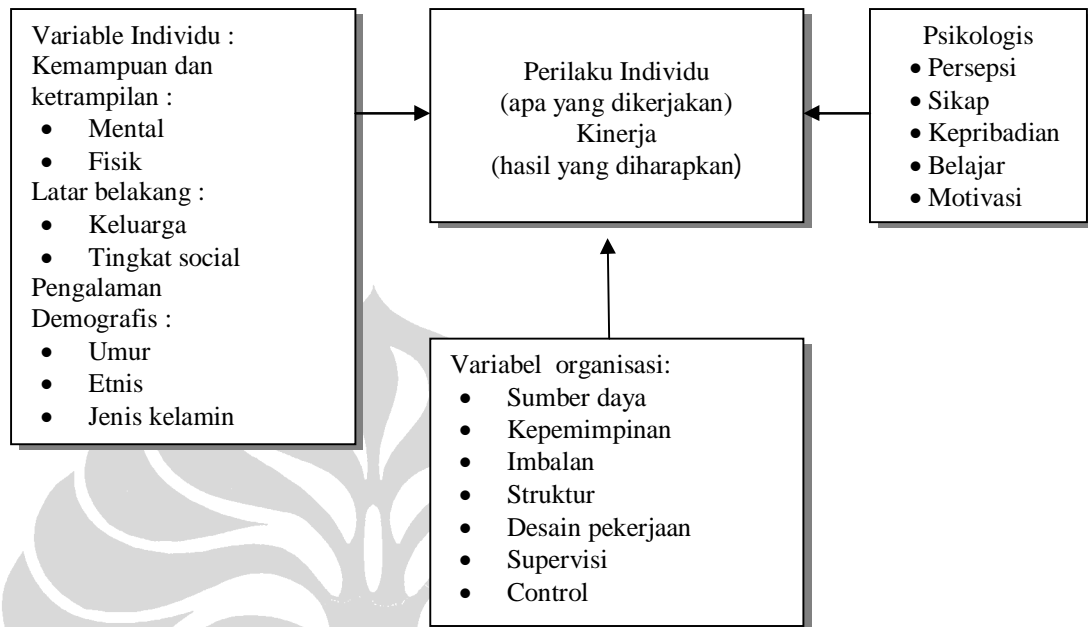 Variable Individu :
Kemampuan dan
ketrampilan :
• Mental
• Fisik
Latar belakang :
• Keluarga
• Tingkat social
Pengalaman
Demografis :
• Umur
• Etnis
• Jenis kelamin
Perilaku Individu
(apa yang dikerjakan)
Kinerja
(hasil yang diharapkan)
Psikologis
• Persepsi
• Sikap
• Kepribadian
• Belajar
• Motivasi
Variabel organisasi:
• Sumber daya
• Kepemimpinan
• Imbalan
• Struktur
• Desain pekerjaan
• Supervisi
• Control